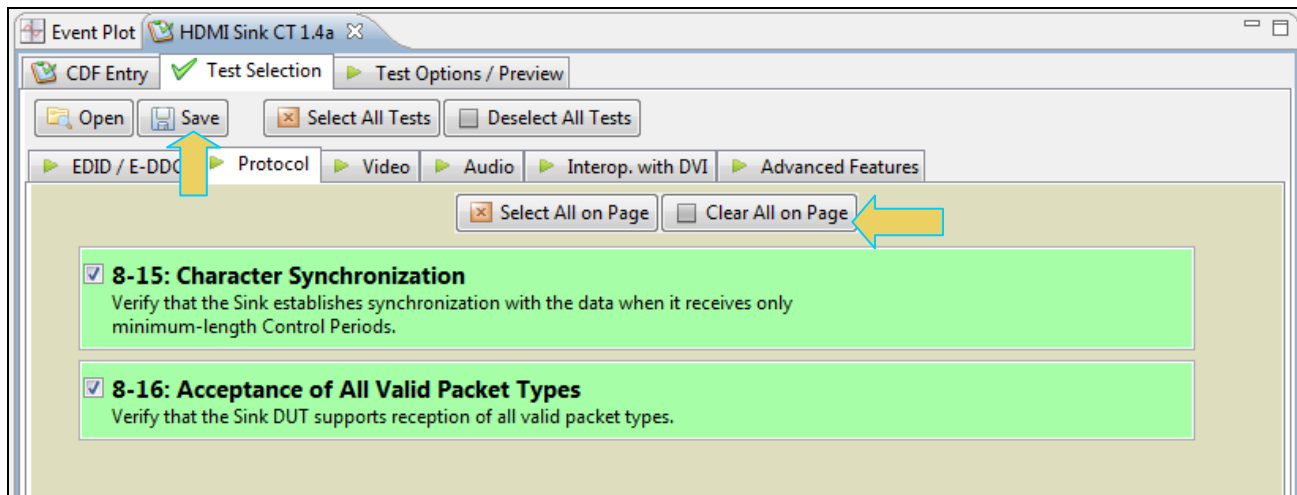 Event Plot HDMI Sink CT 1.4a
CDF Entry Test Selection Test Options / Preview
Open Save Select All Tests Deselect All Tests
EDID / E-DDC Protocol Video Audio Interop. with DVI Advanced Features
Select All on Page Clear All on Page
8-15: Character Synchronization
Verify that the Sink establishes synchronization with the data when it receives only
minimum-length Control Periods.
8-16: Acceptance of All Valid Packet Types
Verify that the Sink DUT supports reception of all valid packet types.